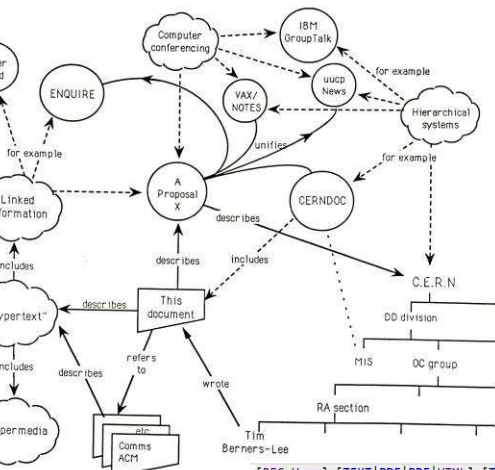 Computer
conferencing
IBM
GroupTalk
ENQUIRE
VAX/
NOTES
uucp
News
for example
Hierarchical
systems
unifies
for example
for example
Linked
A
Proposal
X
CERNDOC
describes
includes
describes
includes
C.E.R.N
This
document
describes
DD division
refers
to
MIS
OC group
includes
describes
wrote
RA section
etc
Comms
ACM
Tim
Berners-Lee